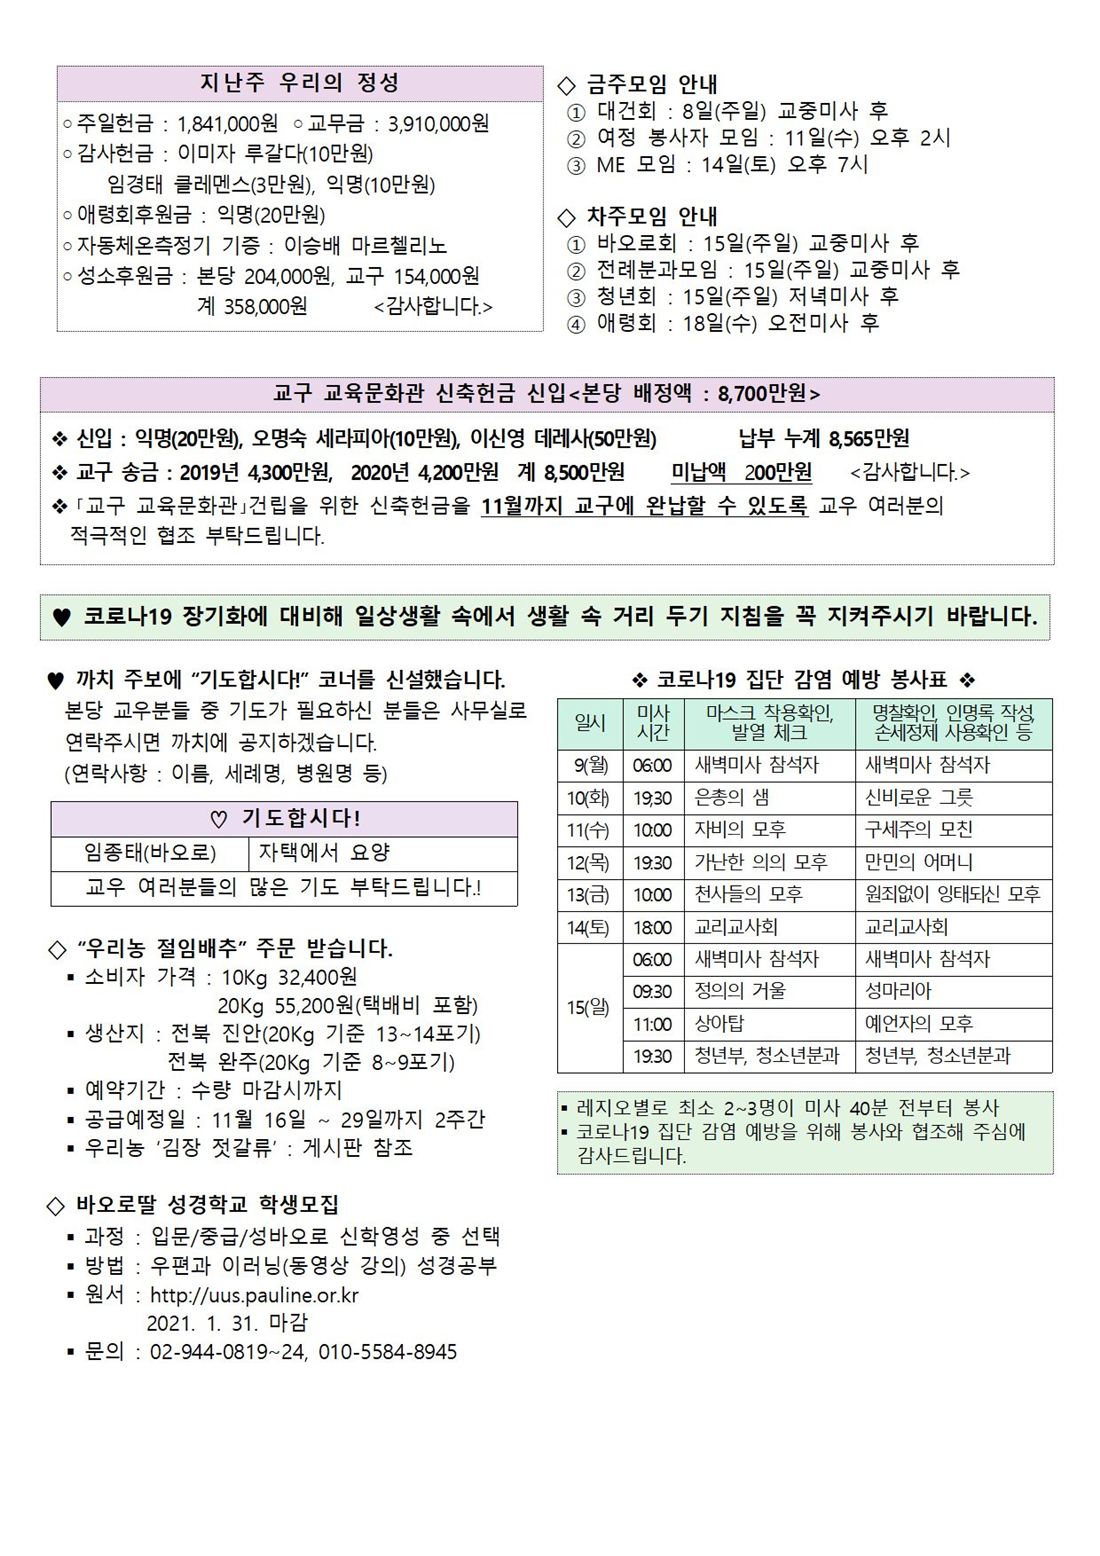 지난주 우리의 정성
○ 주일헌금 : 1,841,000원 ○ 교무금 : 3,910,000원
○ 감사헌금 : 이미자 루갈다(10만원)
임경태 클레멘스(3만원), 익명(10만원)
○ 애령회후원금 : 익명(20만원)
○ 자동체온측정기 기증 : 이승배 마르첼리노
○ 성소후원금 : 본당 204,000원, 교구 154,000원
계 358,000원 <감사합니다.>
◇ 금주모임 안내
① 대건회 : 8일(주일) 교중미사 후
② 여정 봉사자 모임 : 11일(수) 오후 2시
③ ME 모임 : 14일(토) 오후 7시
◇ 차주모임 안내
① 바오로회 : 15일(주일) 교중미사 후
② 전례분과모임 : 15일(주일) 교중미사 후
③ 청년회 : 15일(주일) 저녁미사 후
④ 애령회 : 18일(수) 오전미사 후
교구 교육문화관 신축헌금 신입<본당 배정액 : 8,700만원>
❖ 신입 : 익명(20만원), 오명숙 세라피아(10만원), 이신영 데레사(50만원) 납부 누계 8,565만원
❖ 교구 송금 : 2019년 4,300만원, 2020년 4,200만원 계 8,500만원 미납액 200만원 <감사합니다.>
❖ 「교구 교육문화관」건립을 위한 신축헌금을 11월까지 교구에 완납할 수 있도록 교우 여러분의
적극적인 협조 부탁드립니다.
♥ 코로나19 장기화에 대비해 일상생활 속에서 생활 속 거리 두기 지침을 꼭 지켜주시기 바랍니다.
♥ 까치 주보에 “기도합시다!” 코너를 신설했습니다.
본당 교우분들 중 기도가 필요하신 분들은 사무실로
연락주시면 까치에 공지하겠습니다.
(연락사항 : 이름, 세례명, 병원명 등)
♡ 기도합시다!
임종태(바오로) 자택에서 요양
교우 여러분들의 많은 기도 부탁드립니다.!
◇ “우리농 절임배추” 주문 받습니다.
▪ 소비자 가격 : 10Kg 32,400원
20Kg 55,200원(택배비 포함)
▪ 생산지 : 전북 진안(20Kg 기준 13~14포기)
전북 완주(20Kg 기준 8~9포기)
▪ 예약기간 : 수량 마감시까지
▪ 공급예정일 : 11월 16일 ~ 29일까지 2주간
▪ 우리농 ‘김장 젓갈류’ : 게시판 참조
◇ 바오로딸 성경학교 학생모집
▪ 과정 : 입문/중급/성바오로 신학영성 중 선택
▪ 방법 : 우편과 이러닝(동영상 강의) 성경공부
▪ 원서 : http://uus.pauline.or.kr
2021. 1. 31. 마감
▪ 문의 : 02-944-0819~24, 010-5584-8945
❖ 코로나19 집단 감염 예방 봉사표 ❖
일시 미사 시간 마스크 착용확인, 발열 체크 명찰확인, 인명록 작성, 손세정제 사용확인 등
9(월) 06:00 새벽미사 참석자 새벽미사 참석자
10(화) 19:30 은총의 샘 신비로운 그릇
11(수) 10:00 자비의 모후 구세주의 모친
12(목) 19:30 가난한 의의 모후 만민의 어머니
13(금) 10:00 천사들의 모후 원죄없이 잉태되신 모후
14(토) 18:00 교리교사회 교리교사회
15(일) 06:00 새벽미사 참석자 새벽미사 참석자
09:30 정의의 거울 성마리아
11:00 상아탑 예언자의 모후
19:30 청년부, 청소년분과 청년부, 청소년분과
▪ 레지오별로 최소 2~3명이 미사 40분 전부터 봉사
▪ 코로나19 집단 감염 예방을 위해 봉사와 협조해 주심에
감사드립니다.